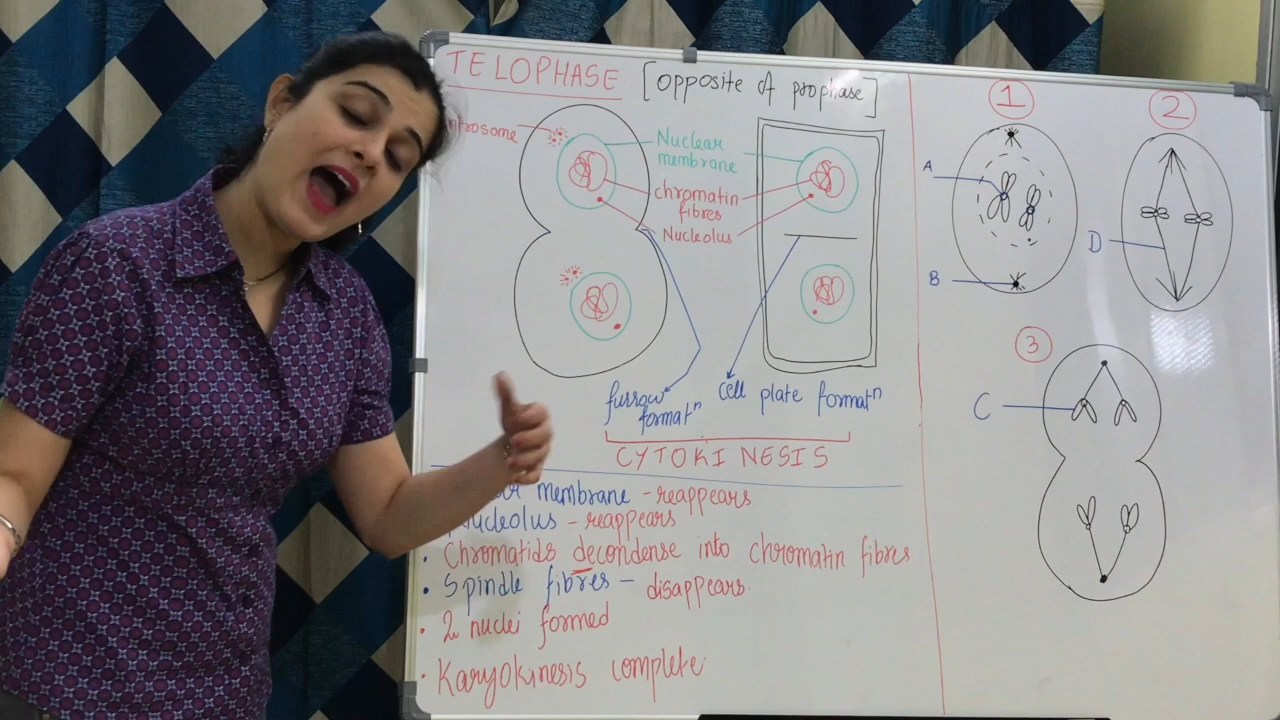 TELOPHASE [opposite of prophase]
ntrosome
Nuclear
membrane
chromatin
fibres
Nucleolus
furrow
formatⁿ
cell plate formatⁿ
CYTOKINESIS
membrane - reappears
Nucleolus - reappears
• Chromatids decondense into chromatin fibres
• Spindle fibres - disappears.
• 2 nuclei formed
• Karyokinesis complete
1
A
B
2
D
3
C